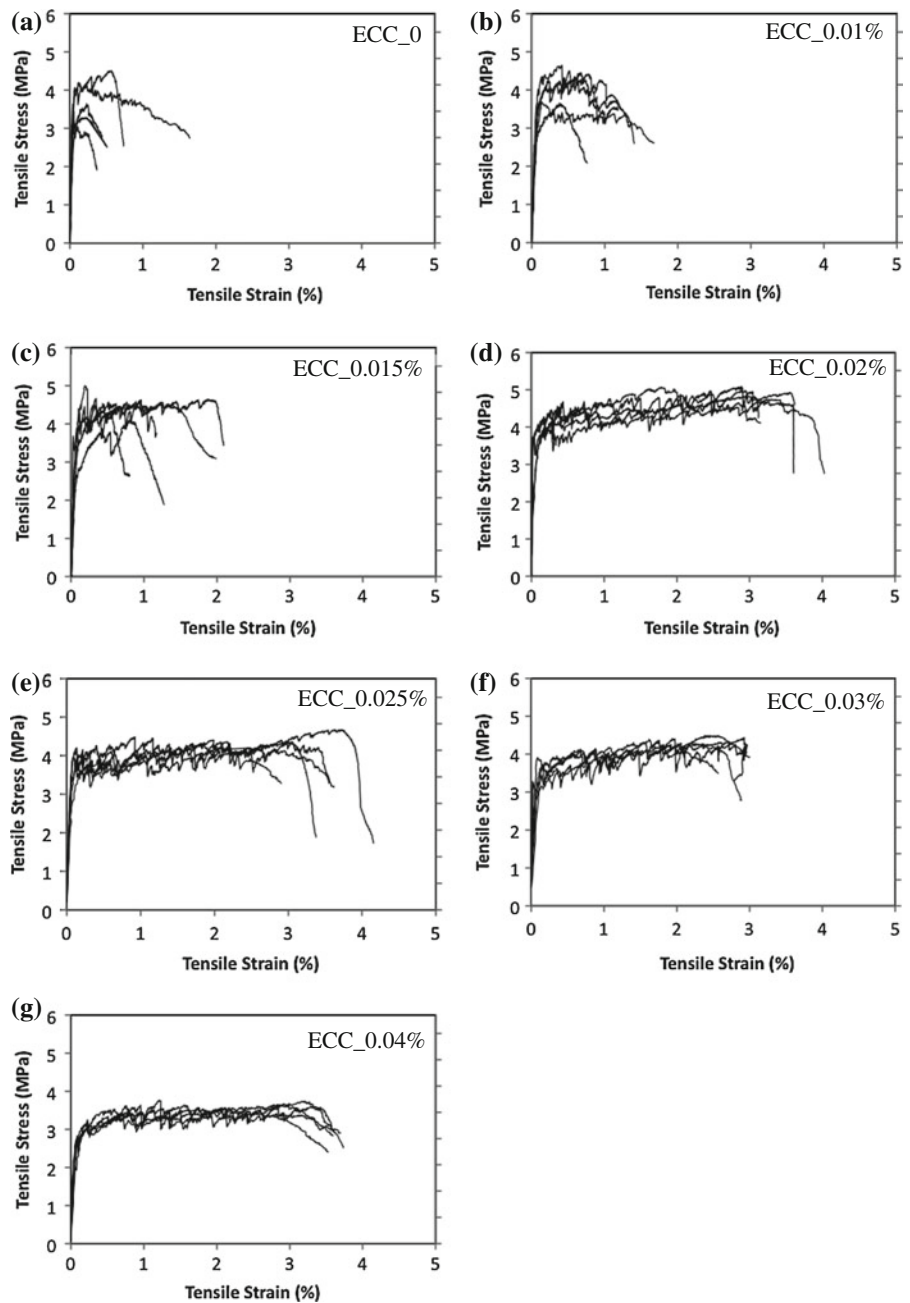 (a)
ECC_0
6
5
4
3
2
1
0
Tensile Stress (MPa)
0 1 2 3 4 5
Tensile Strain (%)
(b)
ECC_0.01%
6
5
4
3
2
1
0
Tensile Stress (MPa)
0 1 2 3 4 5
Tensile Strain (%)
(c)
ECC_0.015%
6
5
4
3
2
1
0
Tensile Stress (MPa)
0 1 2 3 4 5
Tensile Strain (%)
(d)
ECC_0.02%
6
5
4
3
2
1
0
Tensile Stress (MPa)
0 1 2 3 4 5
Tensile Strain (%)
(e)
ECC_0.025%
6
5
4
3
2
1
0
Tensile Stress (MPa)
0 1 2 3 4 5
Tensile Strain (%)
(f)
ECC_0.03%
6
5
4
3
2
1
0
Tensile Stress (MPa)
0 1 2 3 4 5
Tensile Strain (%)
(g)
ECC_0.04%
6
5
4
3
2
1
0
Tensile Stress (MPa)
0 1 2 3 4 5
Tensile Strain (%)